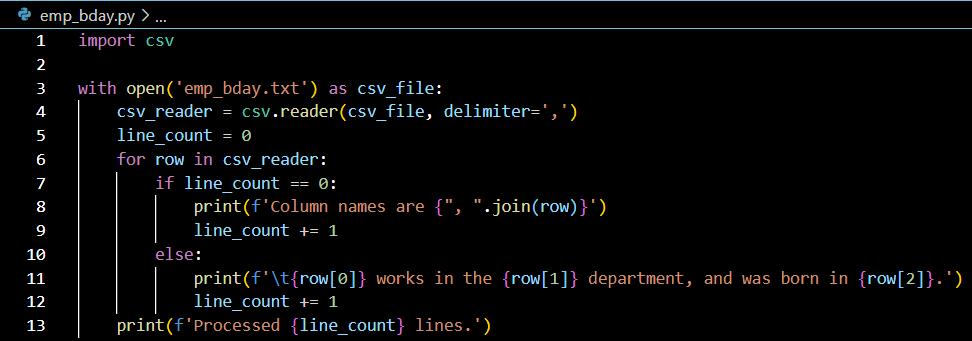 emp_bday.py > ...
1 import csv
2
3 with open('emp_bday.txt') as csv_file:
4     csv_reader = csv.reader(csv_file, delimiter=',')
5     line_count = 0
6     for row in csv_reader:
7         if line_count == 0:
8             print(f'Column names are {", ".join(row)}')
9             line_count += 1
10         else:
11             print(f'\t{row[0]} works in the {row[1]} department, and was born in {row[2]}.')
12             line_count += 1
13     print(f'Processed {line_count} lines.')